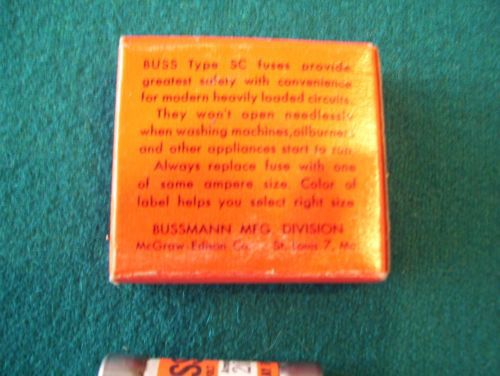 BUSS Type SC fuses provide
greatest safety with convenience
for modern heavily loaded circuits.
They won't open needlessly
when washing machines, oilburners
and other appliances start to run.
Always replace fuse with one
of same ampere size. Color of
label helps you select right size
BUSSMANN MFG. DIVISION
McGraw-Edison Co., St. Louis 7, Mo